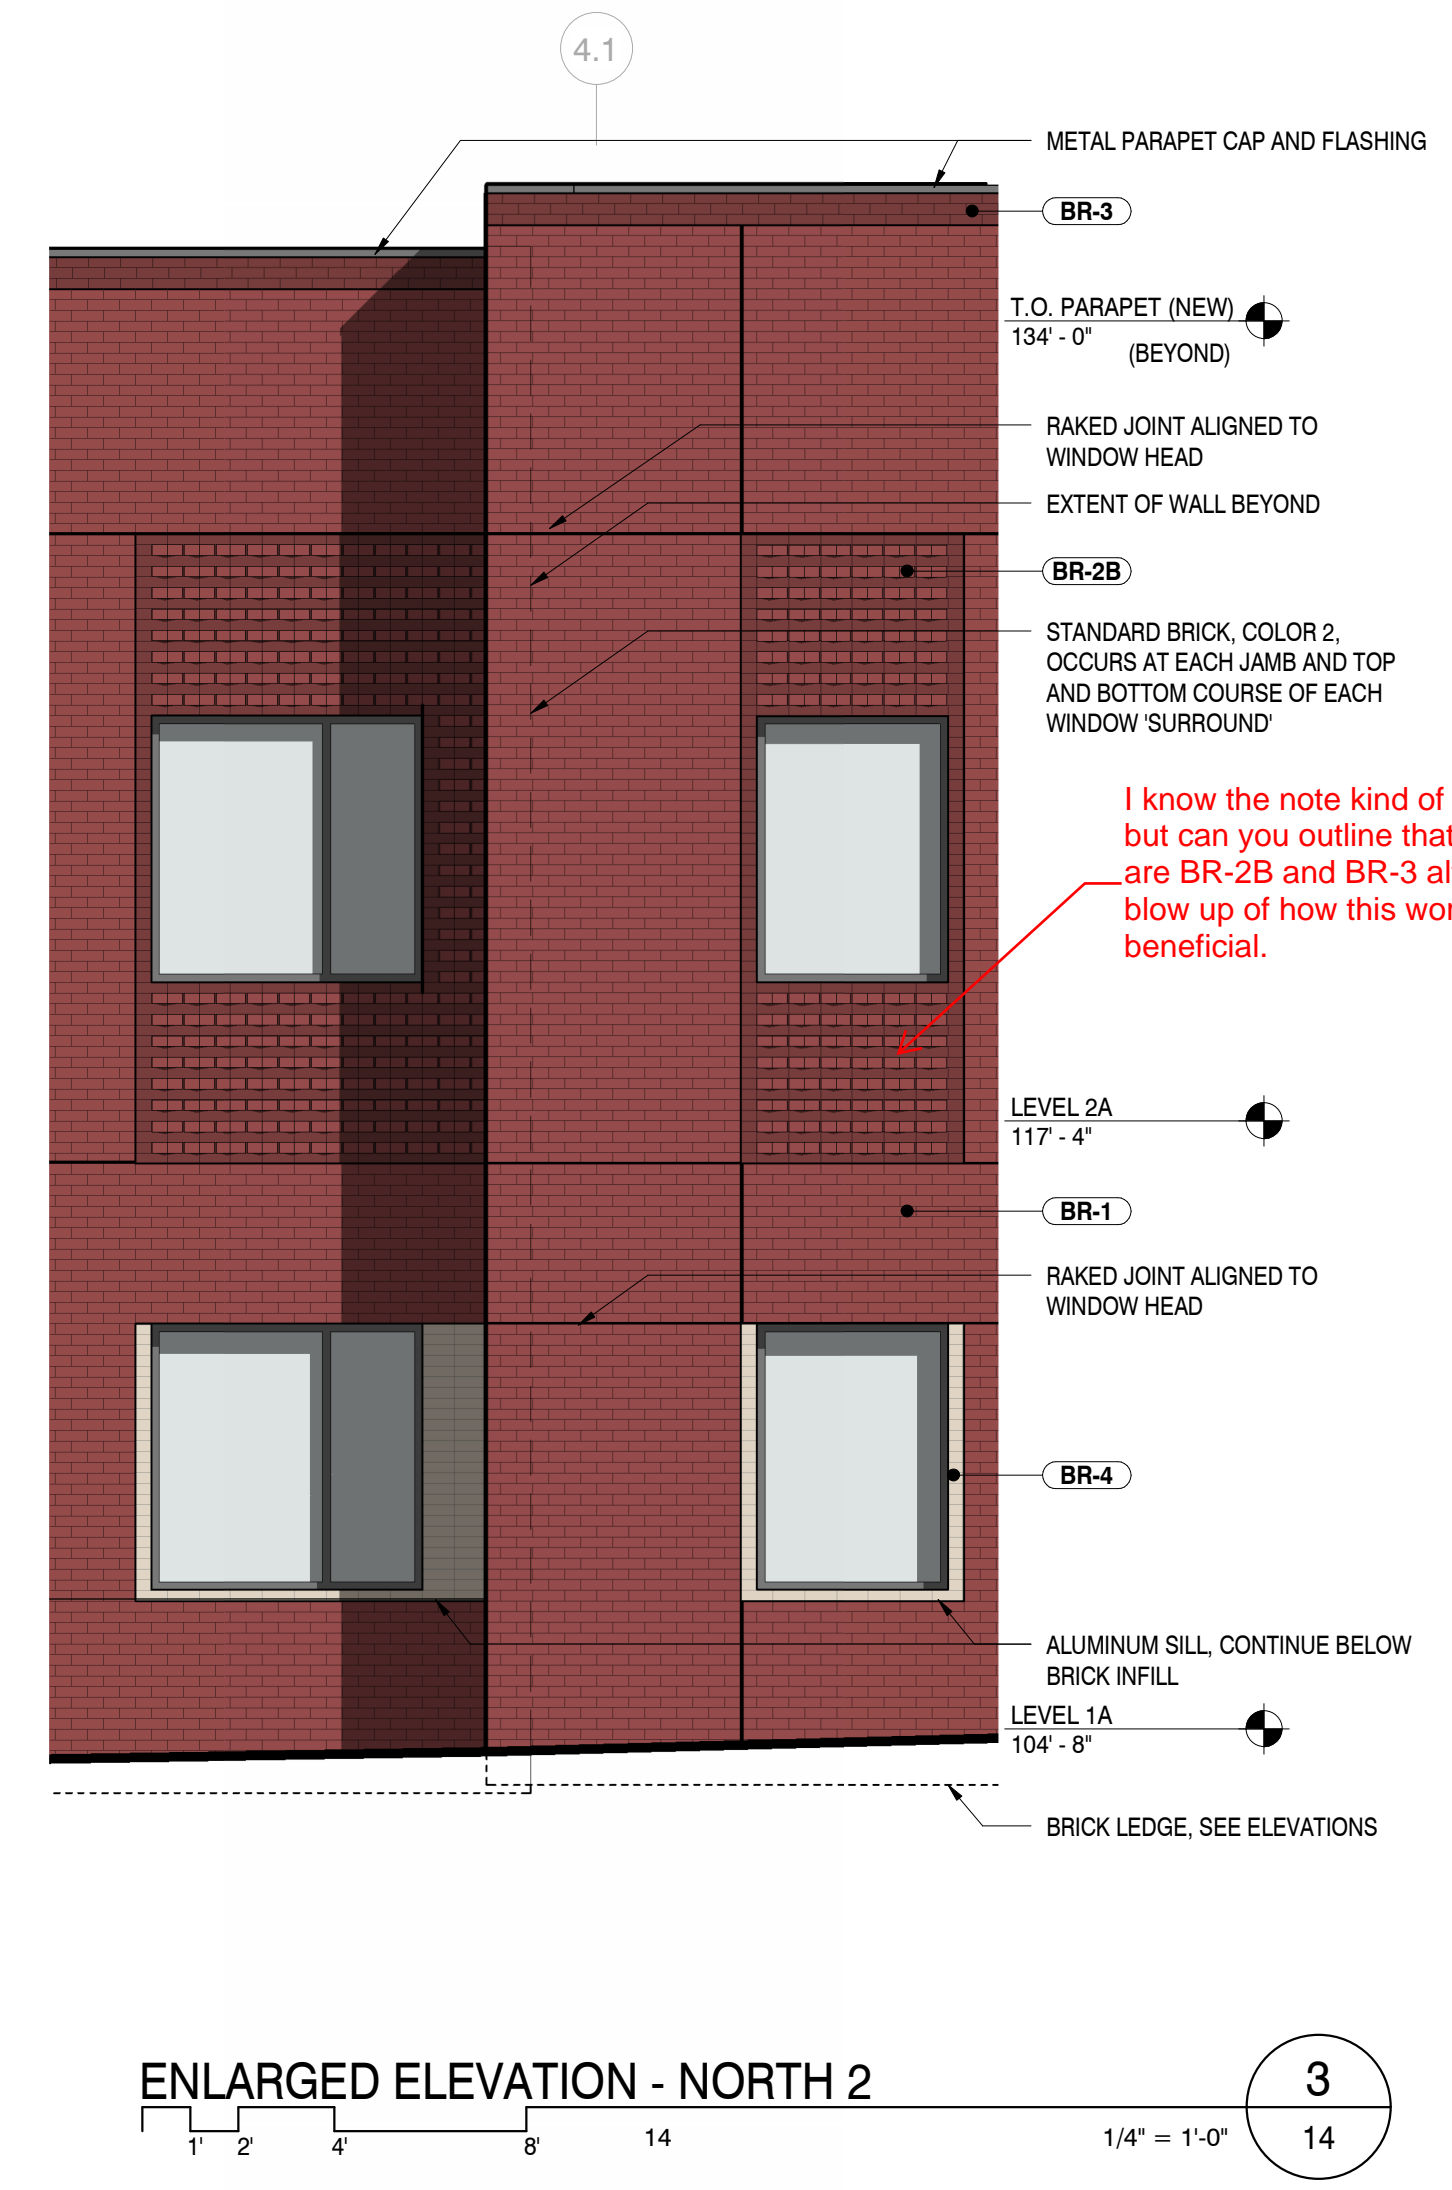 4.1
METAL PARAPET CAP AND FLASHING
BR-3
T.O. PARAPET (NEW)
134' - 0"
(BEYOND)
RAKED JOINT ALIGNED TO
WINDOW HEAD
EXTENT OF WALL BEYOND
BR-2B
STANDARD BRICK, COLOR 2,
OCCURS AT EACH JAMB AND TOP
AND BOTTOM COURSE OF EACH
WINDOW 'SURROUND'
I know the note kind of
but can you outline that
are BR-2B and BR-3
blow up of how this
beneficial.
LEVEL 2A
117' - 4"
BR-1
RAKED JOINT ALIGNED TO
WINDOW HEAD
BR-4
ALUMINUM SILL, CONTINUE BELOW
BRICK INFILL
LEVEL 1A
104' - 8"
BRICK LEDGE, SEE ELEVATIONS
ENLARGED ELEVATION - NORTH 2
3
1' 2' 4' 8' 14 1/4" = 1'-0" 14